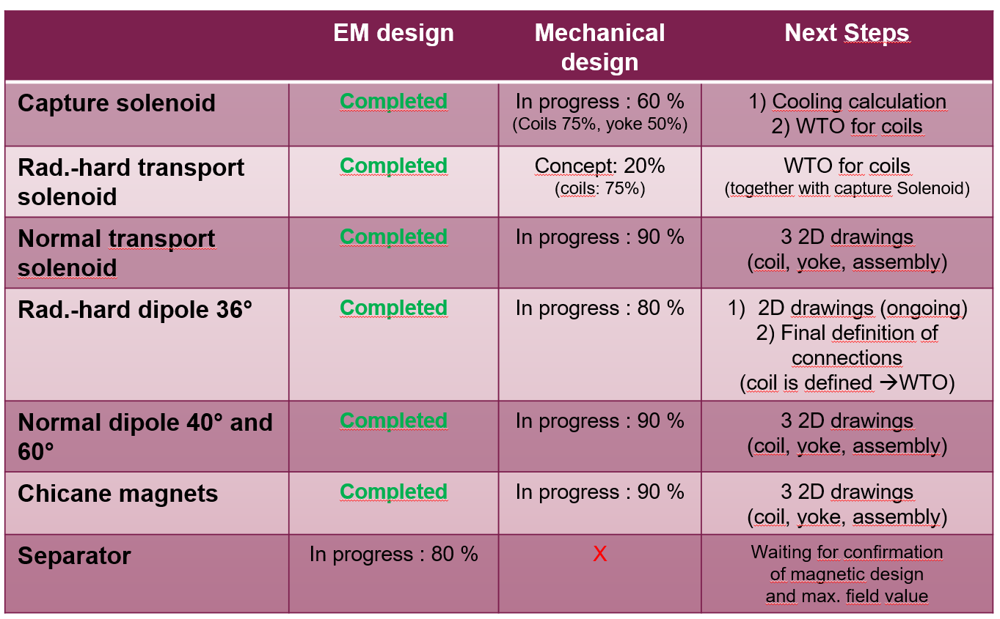 EM design
Mechanical
design
Next Steps
Capture solenoid
Completed
In progress : 60 %
(Coils 75%, yoke 50%)
1) Cooling calculation
2) WTO for coils
Rad.-hard transport
solenoid
Completed
Concept: 20%
(coils: 75%)
WTO for coils
(together with capture Solenoid)
Normal transport
solenoid
Completed
In progress : 90 %
3 2D drawings
(coil, yoke, assembly)
Rad.-hard dipole 36°
Completed
In progress : 80 %
1) 2D drawings (ongoing)
2) Final definition of
connections
(coil is defined →WTO)
Normal dipole 40° and
60°
Completed
In progress : 90 %
3 2D drawings
(coil, yoke, assembly)
Chicane magnets
Completed
In progress : 90 %
3 2D drawings
(coil, yoke, assembly)
Separator
In progress : 80 %
X
Waiting for confirmation
of magnetic design
and max. field value